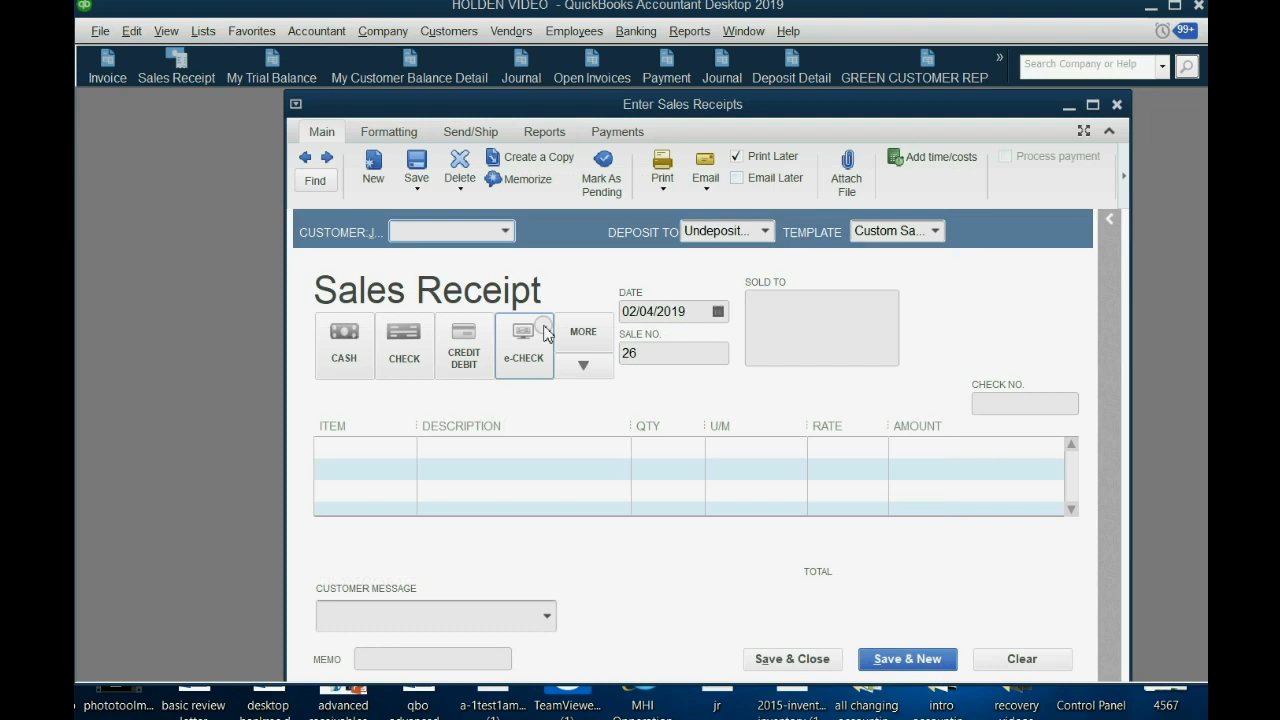 HOLDEN VIDEO - QuickBooks Accountant Desktop 2019
File Edit View Lists Favorites Accountant Company Customers Vendors Employees Banking Reports Window Help
99+
Invoice Sales Receipt My Trial Balance My Customer Balance Detail Journal Open Invoices Payment Journal Deposit Detail GREEN CUSTOMER REP
» Search Company or Help
Enter Sales Receipts
Main Formatting Send/Ship Reports Payments
Find New Save Delete Create a Copy Memorize Mark As Pending Print Email Print Later Email Later Attach File Add time/costs Process payment
CUSTOMER:J... DEPOSIT TO Undeposit... TEMPLATE Custom Sa...
Sales Receipt
CASH CHECK CREDIT DEBIT e-CHECK MORE
DATE
02/04/2019
SALE NO.
26
SOLD TO
CHECK NO.
ITEM DESCRIPTION QTY U/M RATE AMOUNT
TOTAL
CUSTOMER MESSAGE
MEMO
Save & Close Save & New Clear
phototoolm... basic review desktop advanced qbo a-1test1am... TeamViewe... MHI jr 2015-invent... all changing intro recovery Control Panel 4567